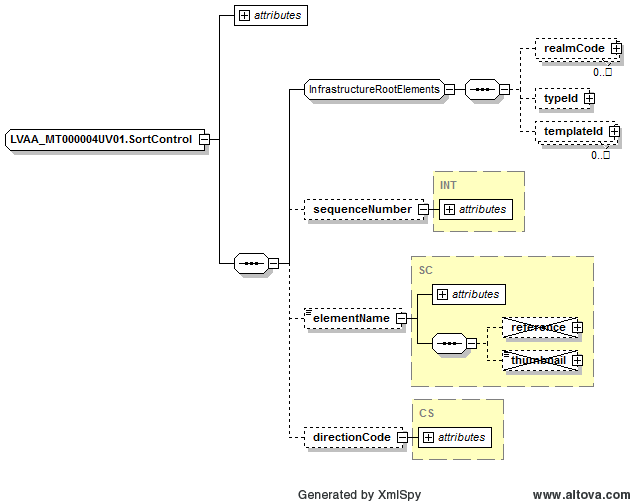 attributes
realmCode
0..
InfrastructureRootElements
typeId
templateId
0..
LVAA_MT000004UV01.SortControl
INT
sequenceNumber
attributes
SC
attributes
elementName
reference
thumbnail
CS
directionCode
attributes
Generated by XmlSpy
www.altova.com